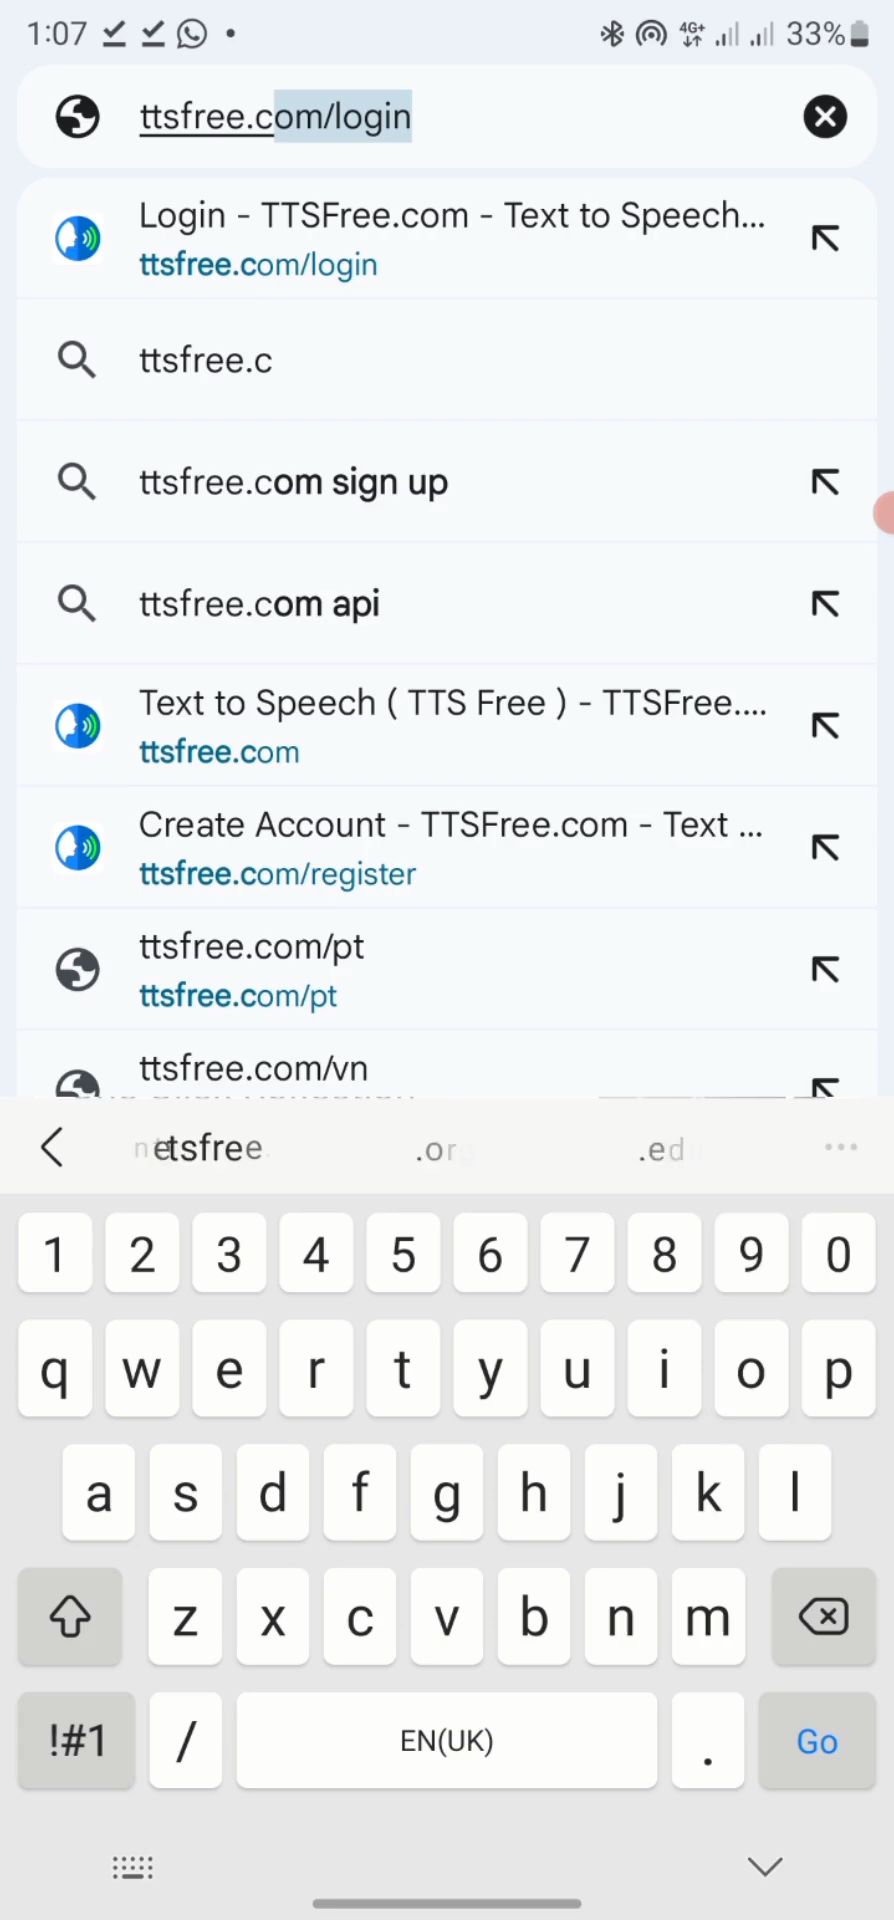 1:07
4G+
33%
ttsfree.com/login
Login - TTSFree.com - Text to Speech...
ttsfree.com/login
ttsfree.c
ttsfree.com sign up
ttsfree.com api
Text to Speech ( TTS Free ) - TTSFree....
ttsfree.com
Create Account - TTSFree.com - Text ...
ttsfree.com/register
ttsfree.com/pt
ttsfree.com/pt
ttsfree.com/vn
.org
.ed
1 2 3 4 5 6 7 8 9 0
q w e r t y u i o p
a s d f g h j k l
z x c v b n m
!#1 / EN(UK) . Go